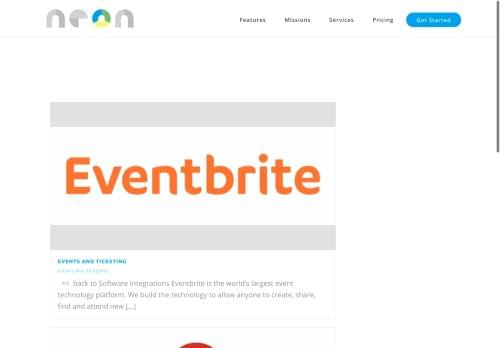 neon
Features Missions Services Pricing Get Started
Eventbrite
EVENTS AND TICKETING
EVENTS AND TICKETING
<< back to Software Integrations Eventbrite is the world's largest event
technology platform. We build the technology to allow anyone to create, share,
find and attend new [...]